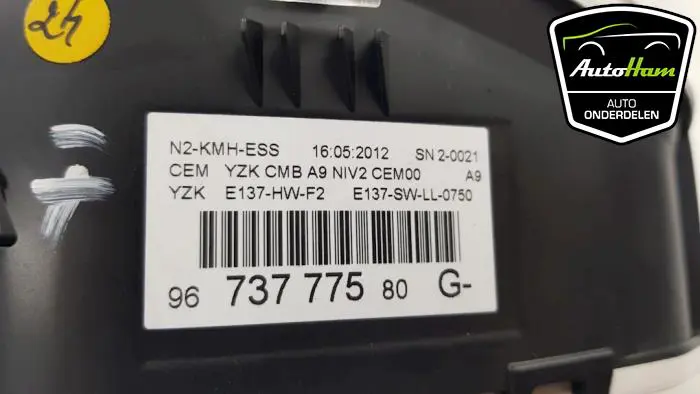 24
AutoHam
AUTO
ONDERDELEN
N2-KMH-ESS 16:05:2012 SN 2-0021
CEM YZK CMB A9 NIV2 CEM00 A9
YZK E137-HW-F2 E137-SW-LL-0750
96 737 775 80 G-